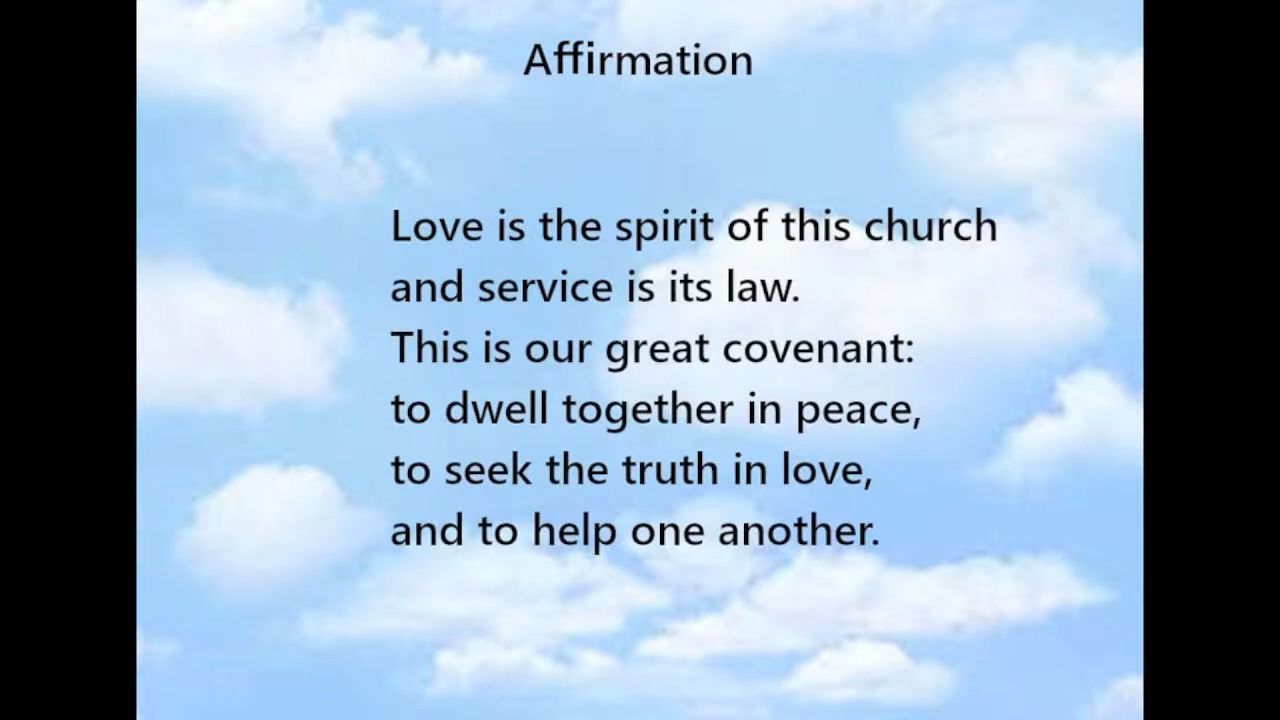 Affirmation
Love is the spirit of this church
and service is its law.
This is our great covenant:
to dwell together in peace,
to seek the truth in love,
and to help one another.